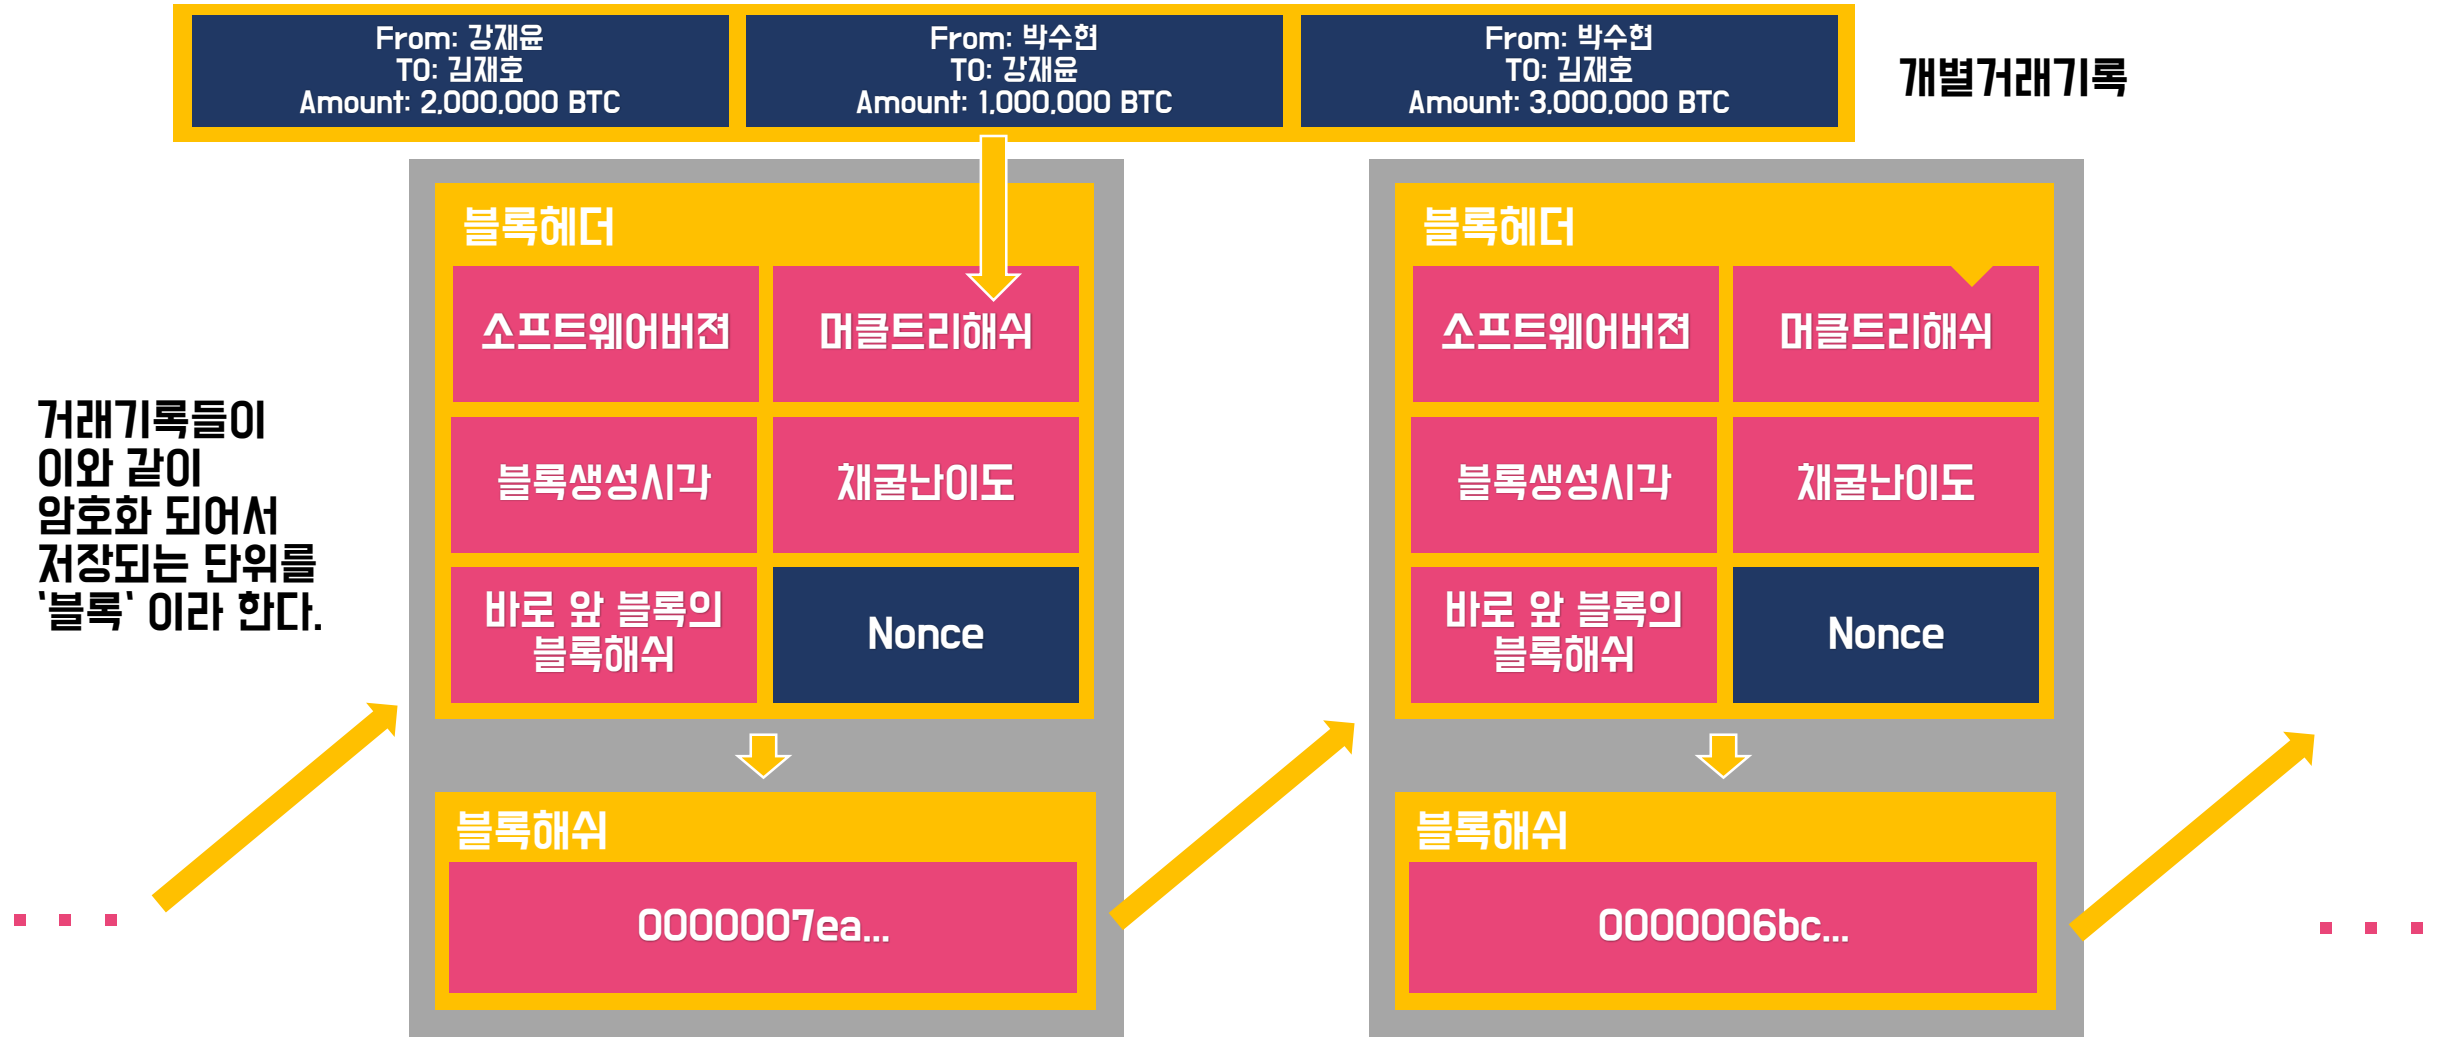 From: 강재윤
TO: 김재호
Amount: 2,000,000 BTC
From: 박수현
TO: 강재윤
Amount: 1,000,000 BTC
From: 박수현
TO: 김재호
Amount: 3,000,000 BTC
개별거래기록
거래기록들이
이와 같이
암호화 되어서
저장되는 단위를
'블록' 이라 한다.
블록헤더
소프트웨어버젼
머클트리해쉬
블록생성시각
채굴난이도
바로 앞 블록의
블록해쉬
Nonce
블록해쉬
0000007ea...
블록헤더
소프트웨어버젼
머클트리해쉬
블록생성시각
채굴난이도
바로 앞 블록의
블록해쉬
Nonce
블록해쉬
0000006bc...